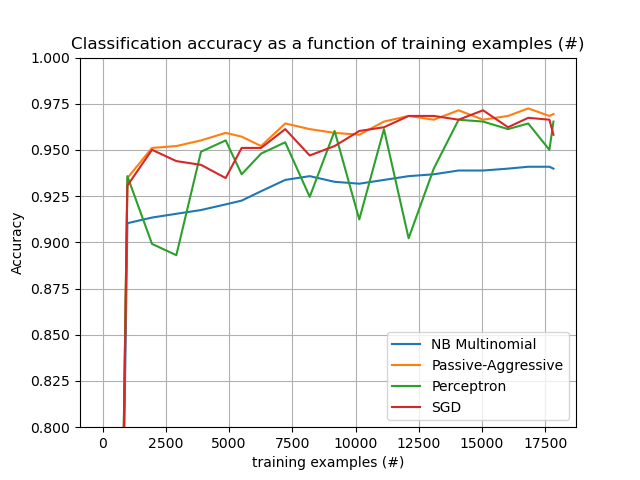 Classification accuracy as a function of training examples (#)
1.000
0.975
0.950
0.925
0.900
0.875
0.850
0.825
0.800
Accuracy
NB Multinomial
Passive-Aggressive
Perceptron
SGD
0 2500 5000 7500 10000 12500 15000 17500
training examples (#)